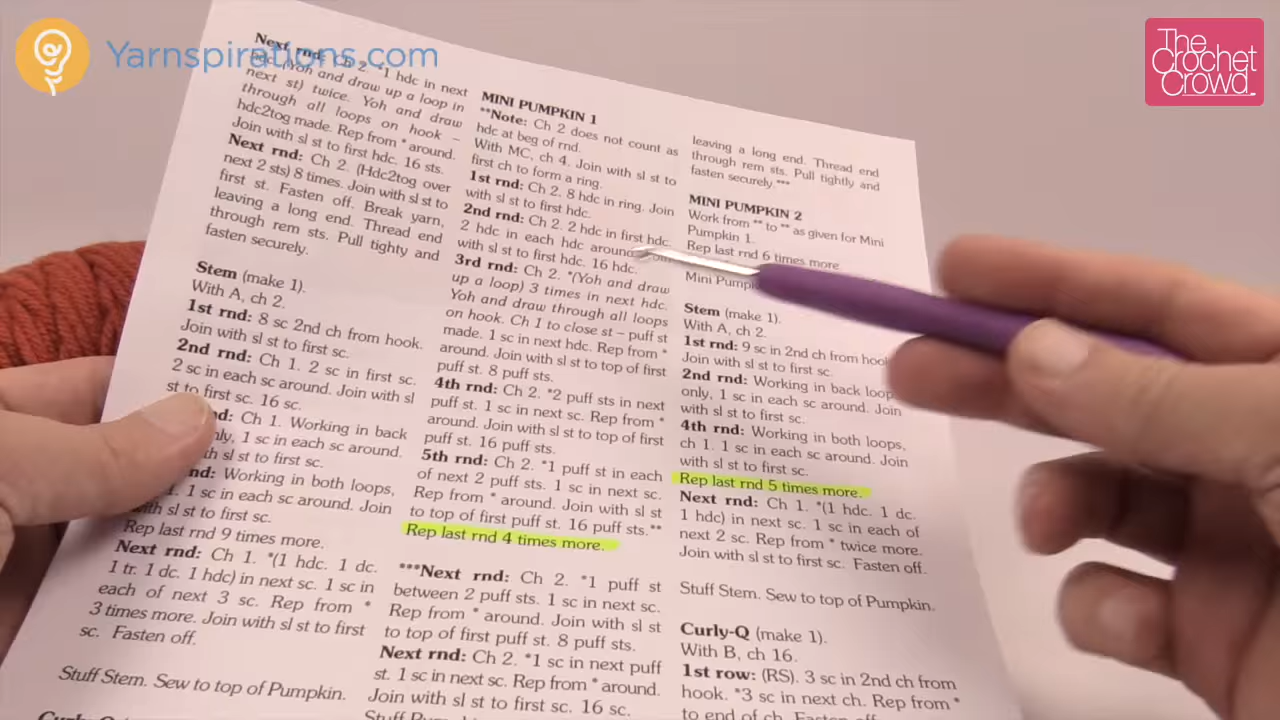 Yarnspirations.com
The
Crochet
Crowd
Next rnd: Ch 2. *1 hdc in next
hdc. (Yoh and draw up a loop in
next st) twice. Yoh and draw
through all loops on hook –
hdc2tog made. Rep from * around.
Join with sl st to first hdc. 16 sts.
Next rnd: Ch 2. (Hdc2tog over
next 2 sts) 8 times. Join with sl st to
first st. Fasten off. Break yarn,
leaving a long end. Thread end
through rem sts. Pull tighty and
fasten securely.
Stem (make 1).
With A, ch 2.
1st rnd: 8 sc 2nd ch from hook.
Join with sl st to first sc.
2nd rnd: Ch 1. 2 sc in first sc.
2 sc in each sc around. Join with sl
st to first sc. 16 sc.
Ch 1. Working in back
1 sc in each sc around.
sl st to first sc.
Working in both loops,
1 sc in each sc around. Join
with sl st to first sc.
Rep last rnd 9 times more.
Next rnd: Ch 1. *(1 hdc. 1 dc.
1 tr. 1 dc. 1 hdc) in next sc. 1 sc in
each of next 3 sc. Rep from *
3 times more. Join with sl st to first
sc. Fasten off.
Stuff Stem. Sew to top of Pumpkin.
MINI PUMPKIN 1
**Note: Ch 2 does not count as
hdc at beg of rnd.
With MC, ch 4. Join with sl st to
first ch to form a ring.
1st rnd: Ch 2. 8 hdc in ring. Join
with sl st to first hdc.
2nd rnd: Ch 2. 2 hdc in first hdc.
2 hdc in each hdc around.
with sl st to first hdc. 16 hdc.
3rd rnd: Ch 2. *(Yoh and draw
up a loop) 3 times in next hdc.
Yoh and draw through all loops
on hook. Ch 1 to close st – puff st
made. 1 sc in next hdc. Rep from *
around. Join with sl st to top of first
puff st. 8 puff sts.
4th rnd: Ch 2. *2 puff sts in next
puff st. 1 sc in next sc. Rep from *
around. Join with sl st to top of first
puff st. 16 puff sts.
5th rnd: Ch 2. *1 puff st in each
of next 2 puff sts. 1 sc in next sc.
Rep from * around. Join with sl st
to top of first puff st. 16 puff sts.**
Rep last rnd 4 times more.
***Next rnd: Ch 2. *1 puff st
between 2 puff sts. 1 sc in next sc.
Rep from * around. Join with sl st
to top of first puff st. 8 puff sts.
Next rnd: Ch 2. *1 sc in next puff
st. 1 sc in next sc. Rep from * around.
Join with sl st to first sc. 16 sc.
leaving a long end. Thread end
through rem sts. Pull tightly and
fasten securely.***
MINI PUMPKIN 2
Work from ** to ** as given for Mini
Pumpkin 1.
Rep last rnd 6 times more.
Mini
Stem (make 1).
With A, ch 2.
1st rnd: 9 sc in 2nd ch from hook.
Join with sl st to first sc.
2nd rnd: Working in back loops
only, 1 sc in each sc around. Join
with sl st to first sc.
4th rnd: Working in both loops,
ch 1. 1 sc in each sc around. Join
with sl st to first sc.
Rep last rnd 5 times more.
Next rnd: Ch 1. *(1 hdc. 1 dc.
1 hdc) in next sc. 1 sc in each of
next 2 sc. Rep from * twice more.
Join with sl st to first sc. Fasten off.
Stuff Stem. Sew to top of Pumpkin.
Curly-Q (make 1).
With B, ch 16.
1st row: (RS). 3 sc in 2nd ch from
hook. *3 sc in next ch. Rep from *
to end of ch. Fasten off.